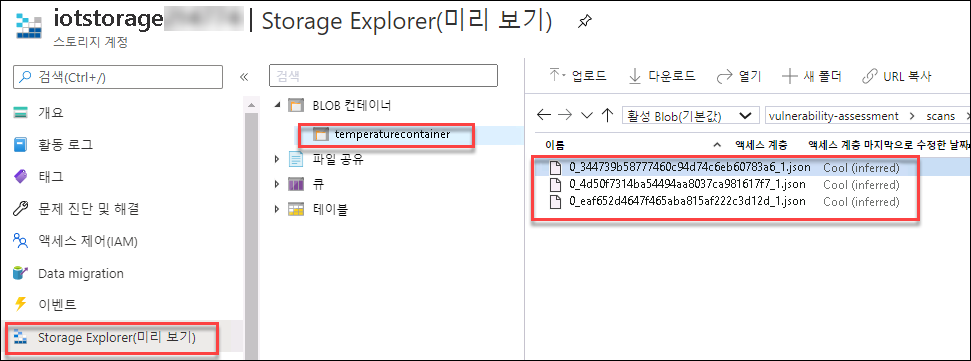 iotstorage | Storage Explorer(미리 보기)
스토리지 계정
검색(Ctrl+/)
개요
활동 로그
태그
문제 진단 및 해결
액세스 제어(IAM)
Data migration
이벤트
Storage Explorer(미리 보기)
검색
BLOB 컨테이너
temperaturecontainer
파일 공유
큐
테이블
업로드 다운로드 열기 새 폴더 URL 복사
활성 Blob(기본값) vulnerability-assessment scans
이름 액세스 계층 액세스 계층 마지막으로 수정한 날짜
0_344739b58777460c94d74c6eb60783a6_1.json Cool (inferred)
0_4d50f7314ba54494aa8037ca981617f7_1.json Cool (inferred)
0_eaf652d4647f465aba815af222c3d12d_1.json Cool (inferred)